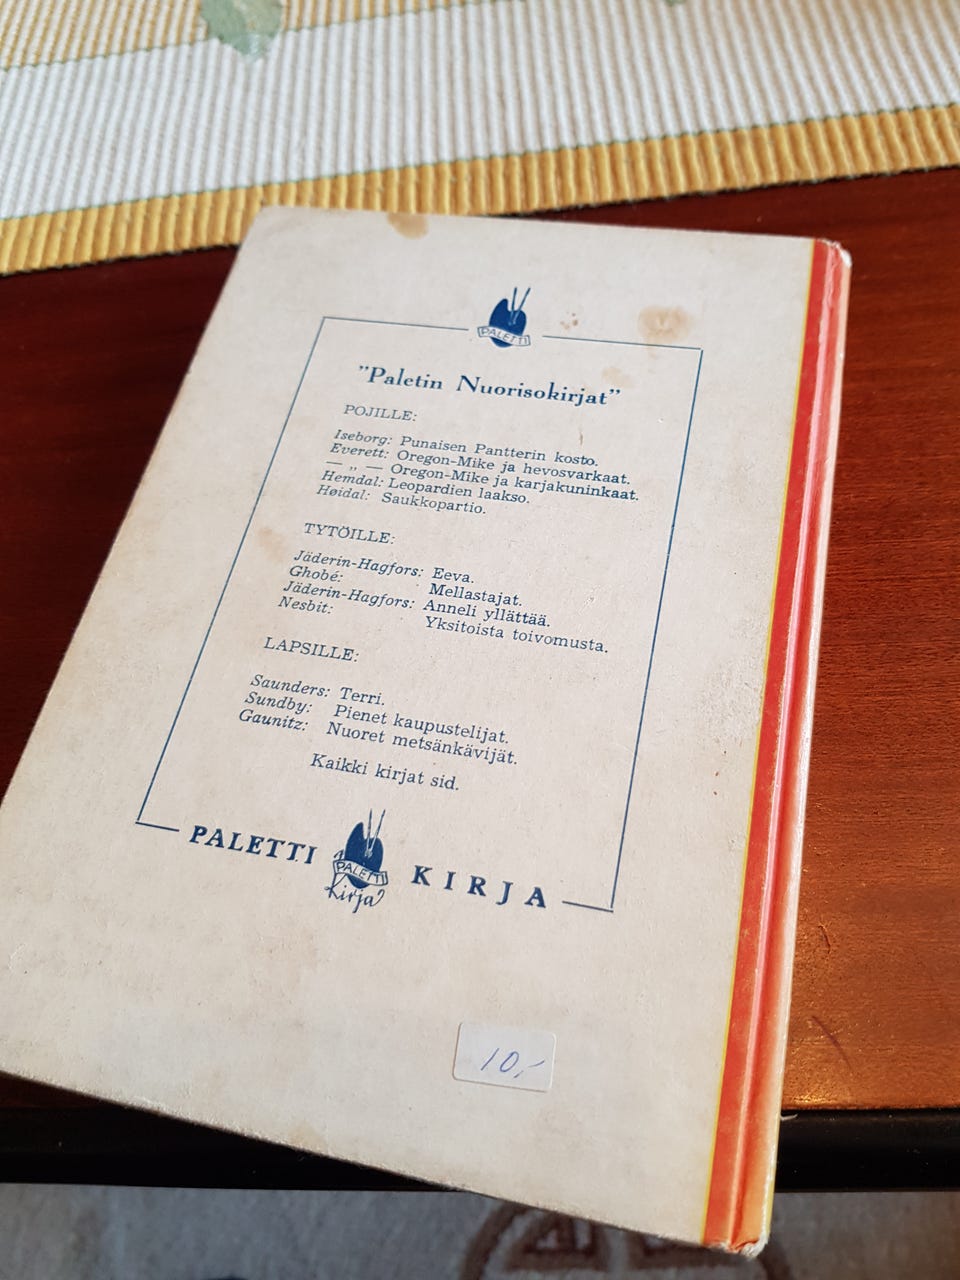 PALETTI
"Paletin Nuorisokirjat"
POJILLE:
Iseborg: Punaisen Pantterin kosto.
Everett: Oregon-Mike ja hevosvarkaat.
— „ — Oregon-Mike ja karjakuninkaat.
Hemdal: Leopardien laakso.
Høidal: Saukkopartio.
TYTÖILLE:
Jäderin-Hagfors: Eeva.
Ghobé: Mellastajat.
Jäderin-Hagfors: Anneli yllättää.
Nesbit: Yksitoista toivomusta.
LAPSILLE:
Saunders: Terri.
Sundby: Pienet kaupustelijat.
Gaunitz: Nuoret metsänkävijät.
Kaikki kirjat sid.
PALETTI KIRJA
PALETTI
Kirja
10,-